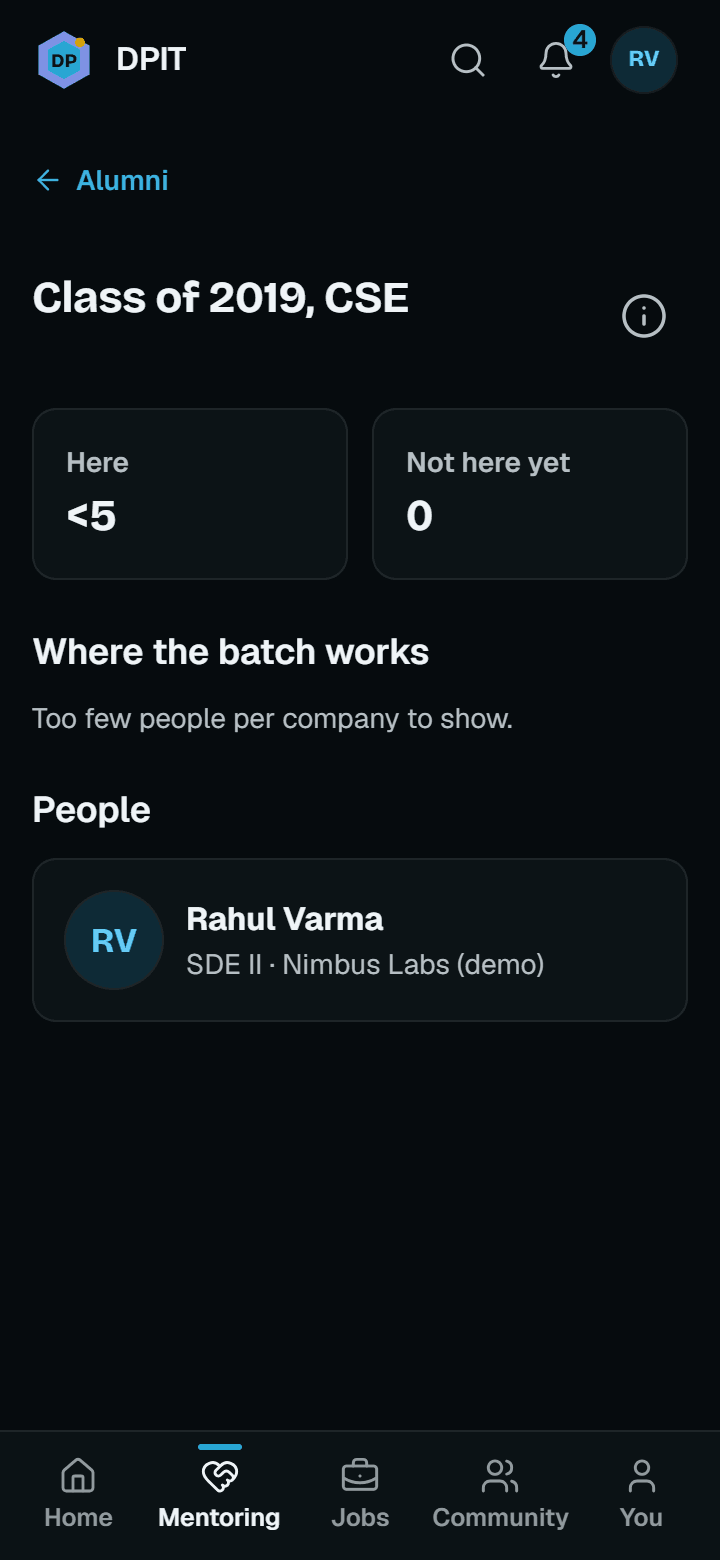 DP
DPIT
4
RV
Alumni
Class of 2019, CSE
Here
<5
Not here yet
0
Where the batch works
Too few people per company to show.
People
RV
Rahul Varma
SDE II · Nimbus Labs (demo)
Home
Mentoring
Jobs
Community
You